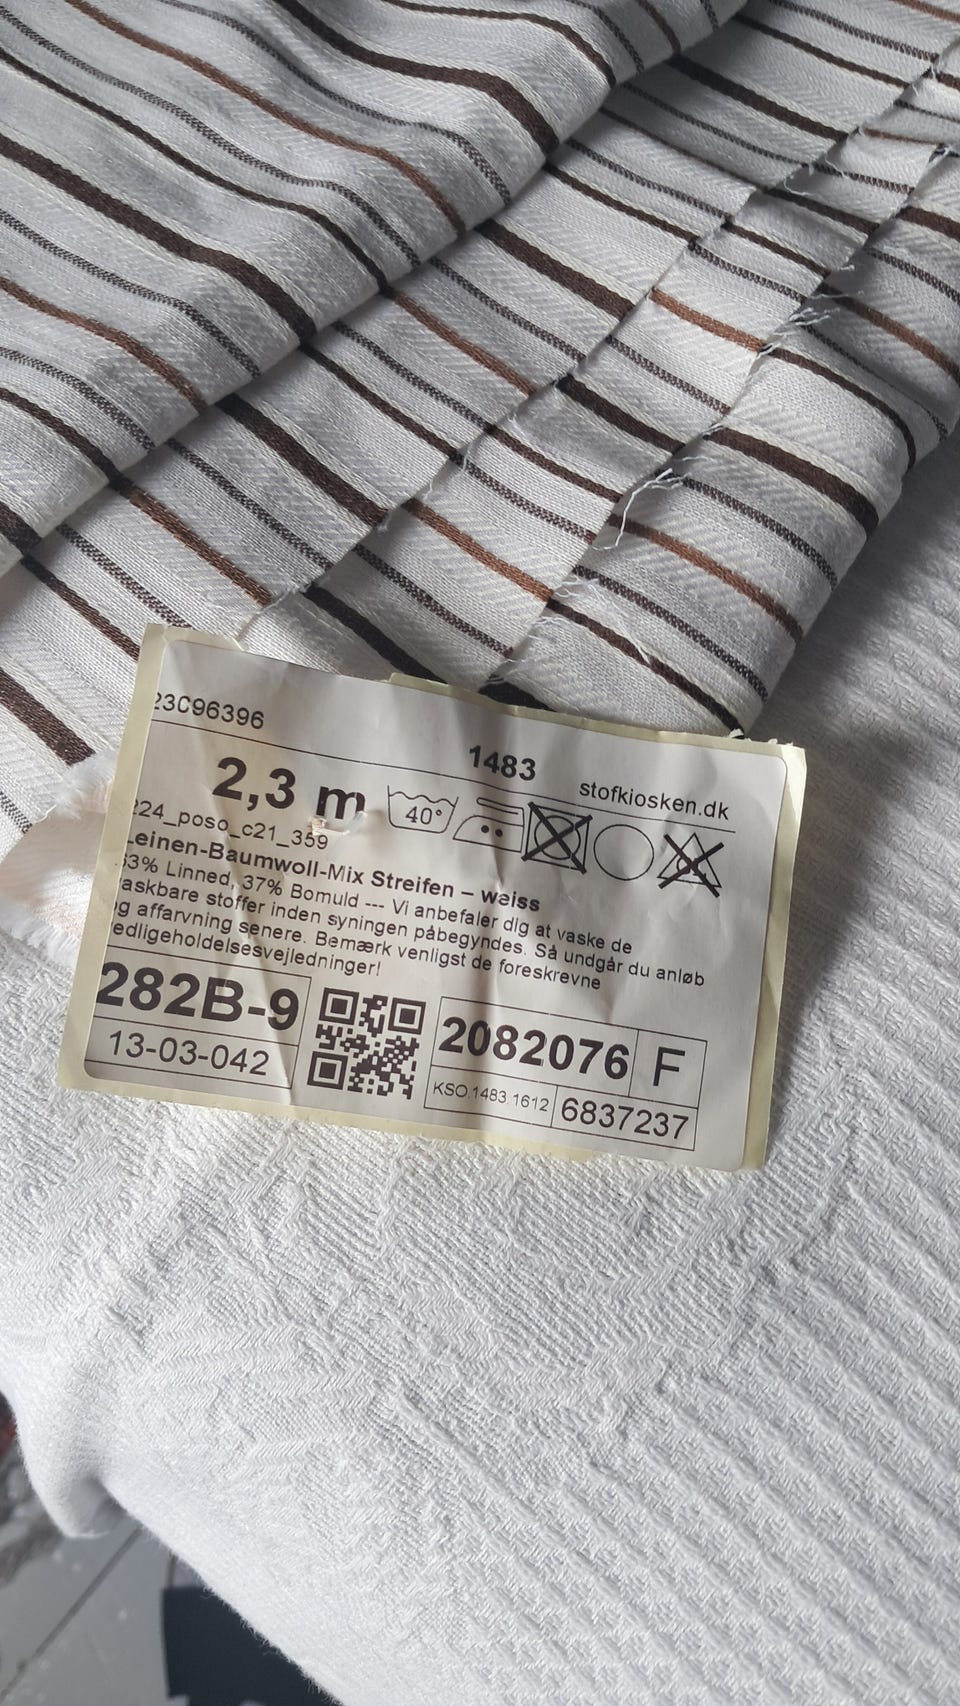 23C96396
1483
2,3 m
stofkiosken.dk
40°
224_poso_c21_359
Leinen-Baumwoll-Mix Streifen – weiss
63% Linned, 37% Bomuld --- Vi anbefaler dig at vaske de
vaskbare stoffer inden syningen påbegyndes. Så undgår du anløb
og affarvning senere. Bemærk venligst de foreskrevne
vedligeholdelsesvejledninger!
282B-9
13-03-042
2082076 F
KSO 1483 1612 6837237